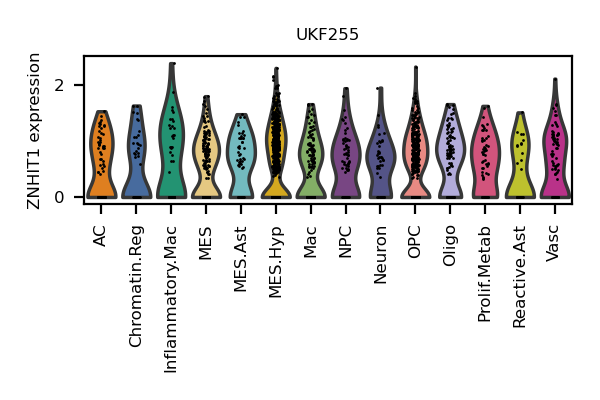 UKF255
ZNHIT1 expression
2
0
AC
Chromatin.Reg
Inflammatory.Mac
MES
MES.Ast
MES.Hyp
Mac
NPC
Neuron
OPC
Oligo
Prolif.Metab
Reactive.Ast
Vasc